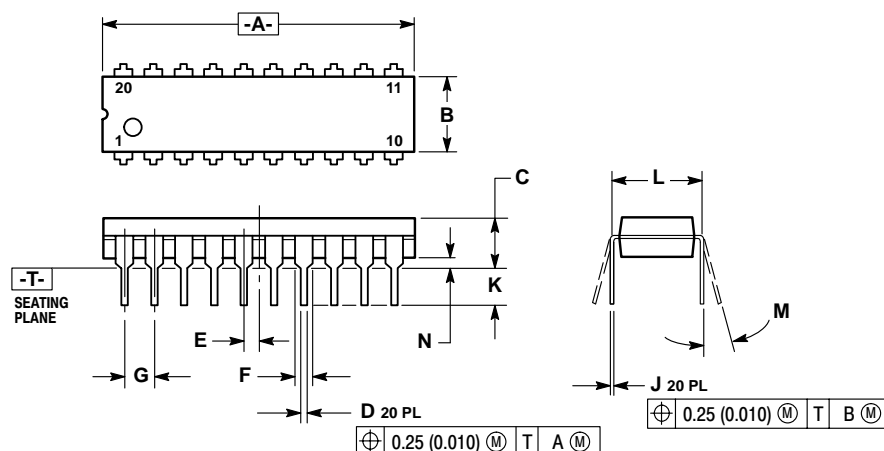 -A-
20 11
B
1 10
C
L
-T-
SEATING
PLANE
K
M
E
N
G
F
J 20 PL
D 20 PL
⌖ 0.25 (0.010) Ⓜ T B Ⓜ
⌖ 0.25 (0.010) Ⓜ T A Ⓜ